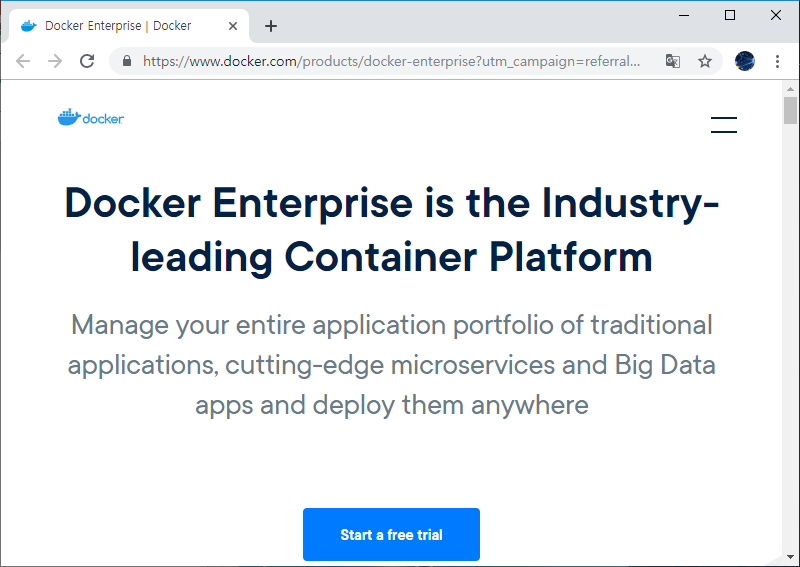 Docker Enterprise | Docker
https://www.docker.com/products/docker-enterprise?utm_campaign=referral...
docker
Docker Enterprise is the Industry-
leading Container Platform
Manage your entire application portfolio of traditional
applications, cutting-edge microservices and Big Data
apps and deploy them anywhere
Start a free trial